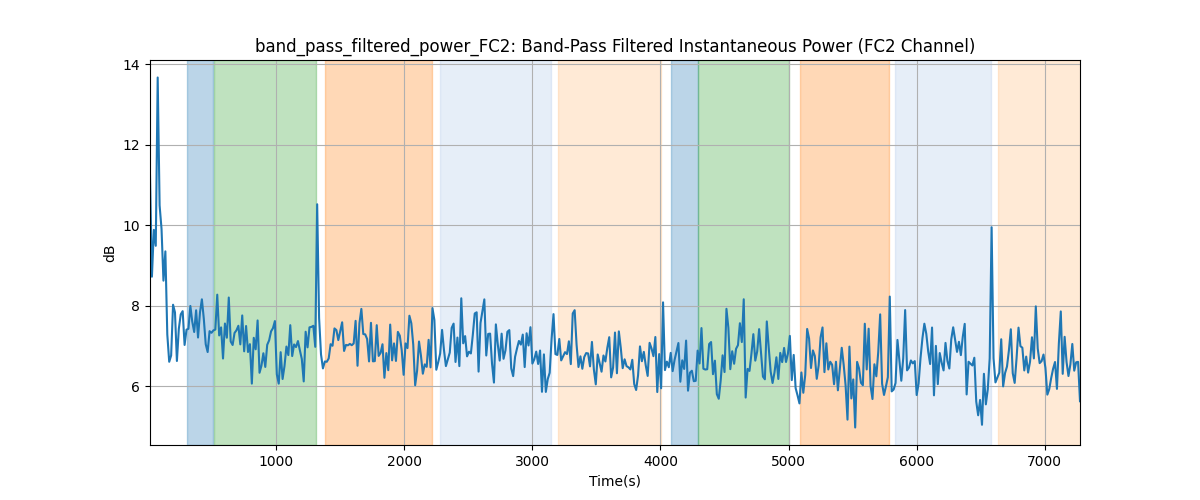 band_pass_filtered_power_FC2: Band-Pass Filtered Instantaneous Power (FC2 Channel)
14
12
10
8
6
dB
1000 2000 3000 4000 5000 6000 7000
Time(s)